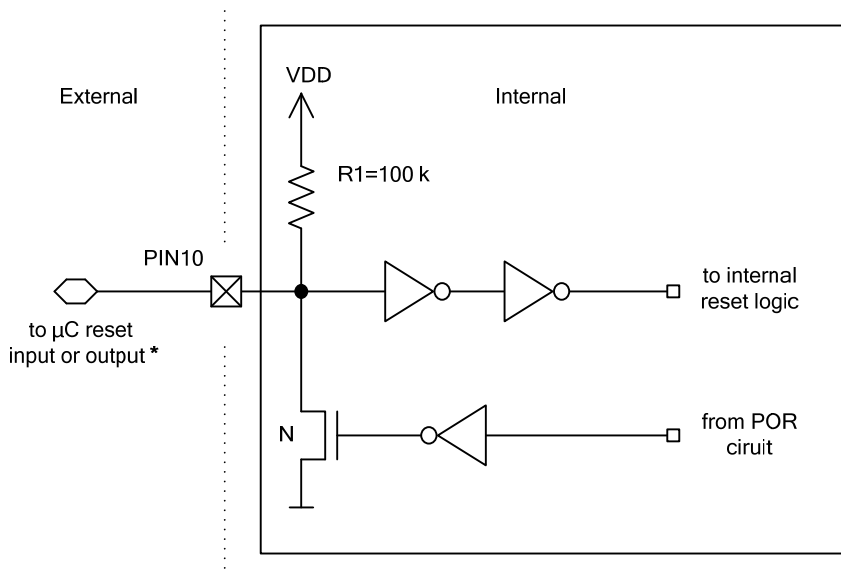 VDD
External
Internal
R1=100 k
PIN10
to µC reset
input or output *
to internal
reset logic
N
from POR
ciruit